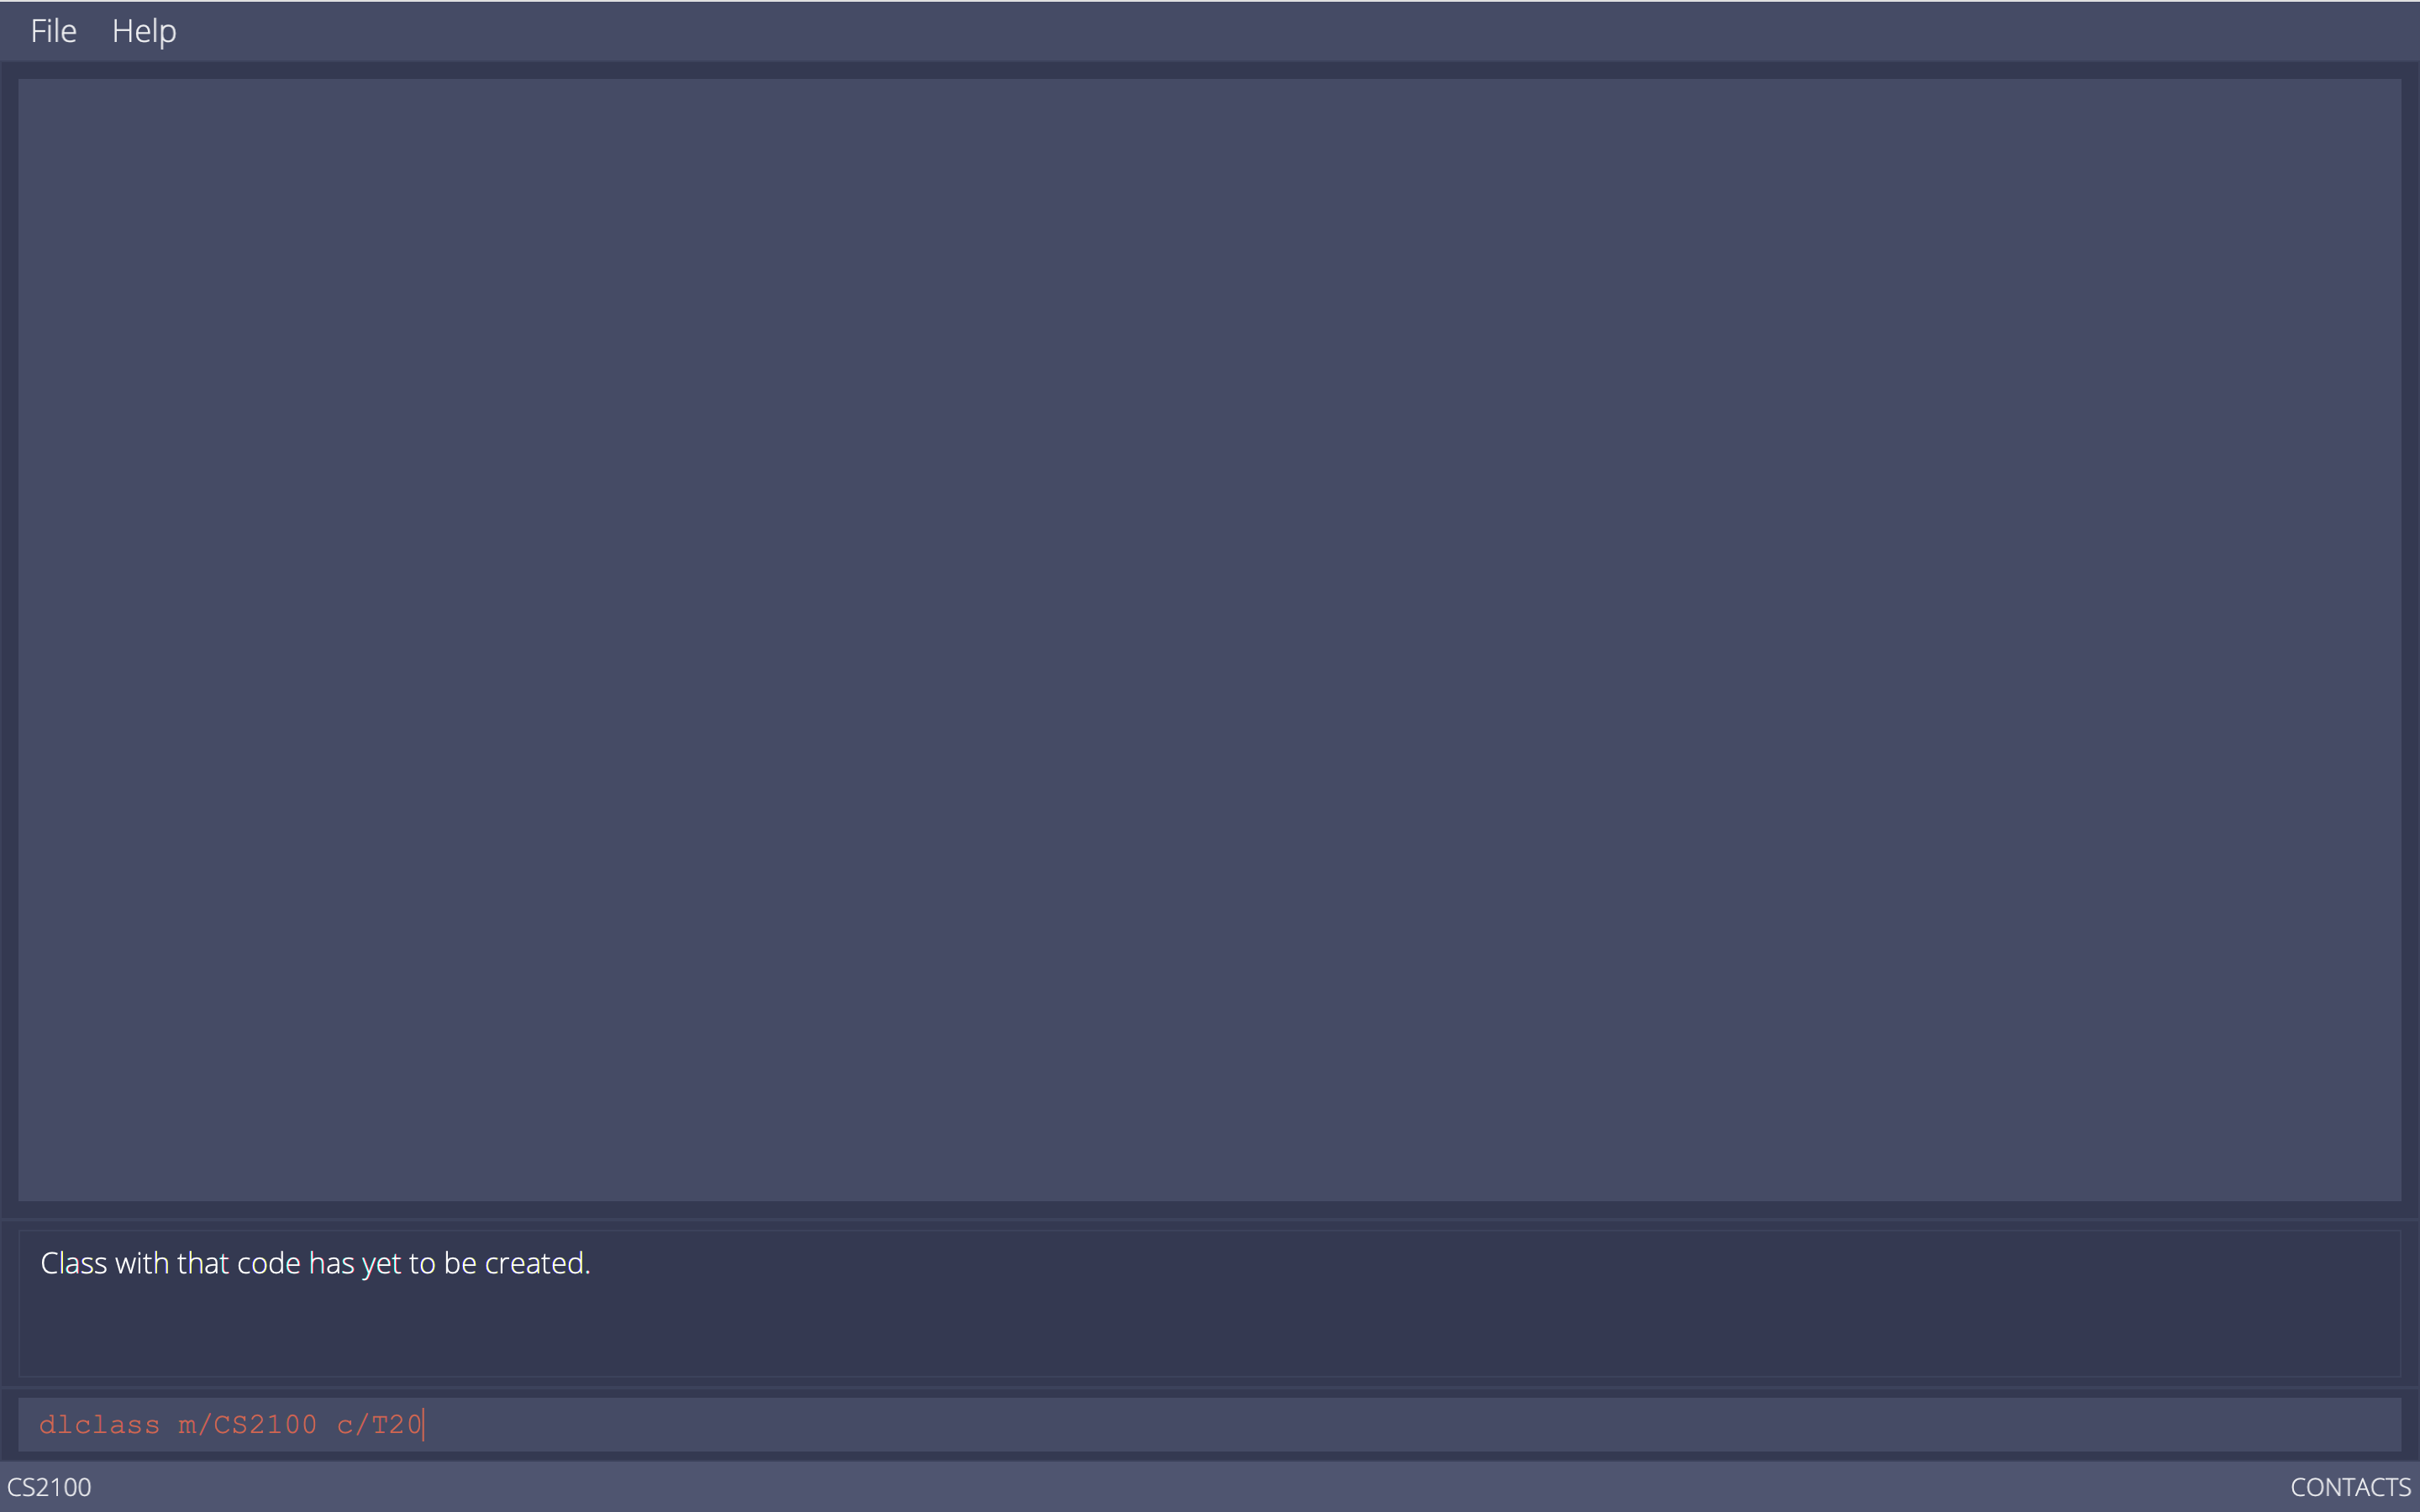 File Help
Class with that code has yet to be created.
dlclass m/CS2100 c/T20
CS2100 CONTACTS